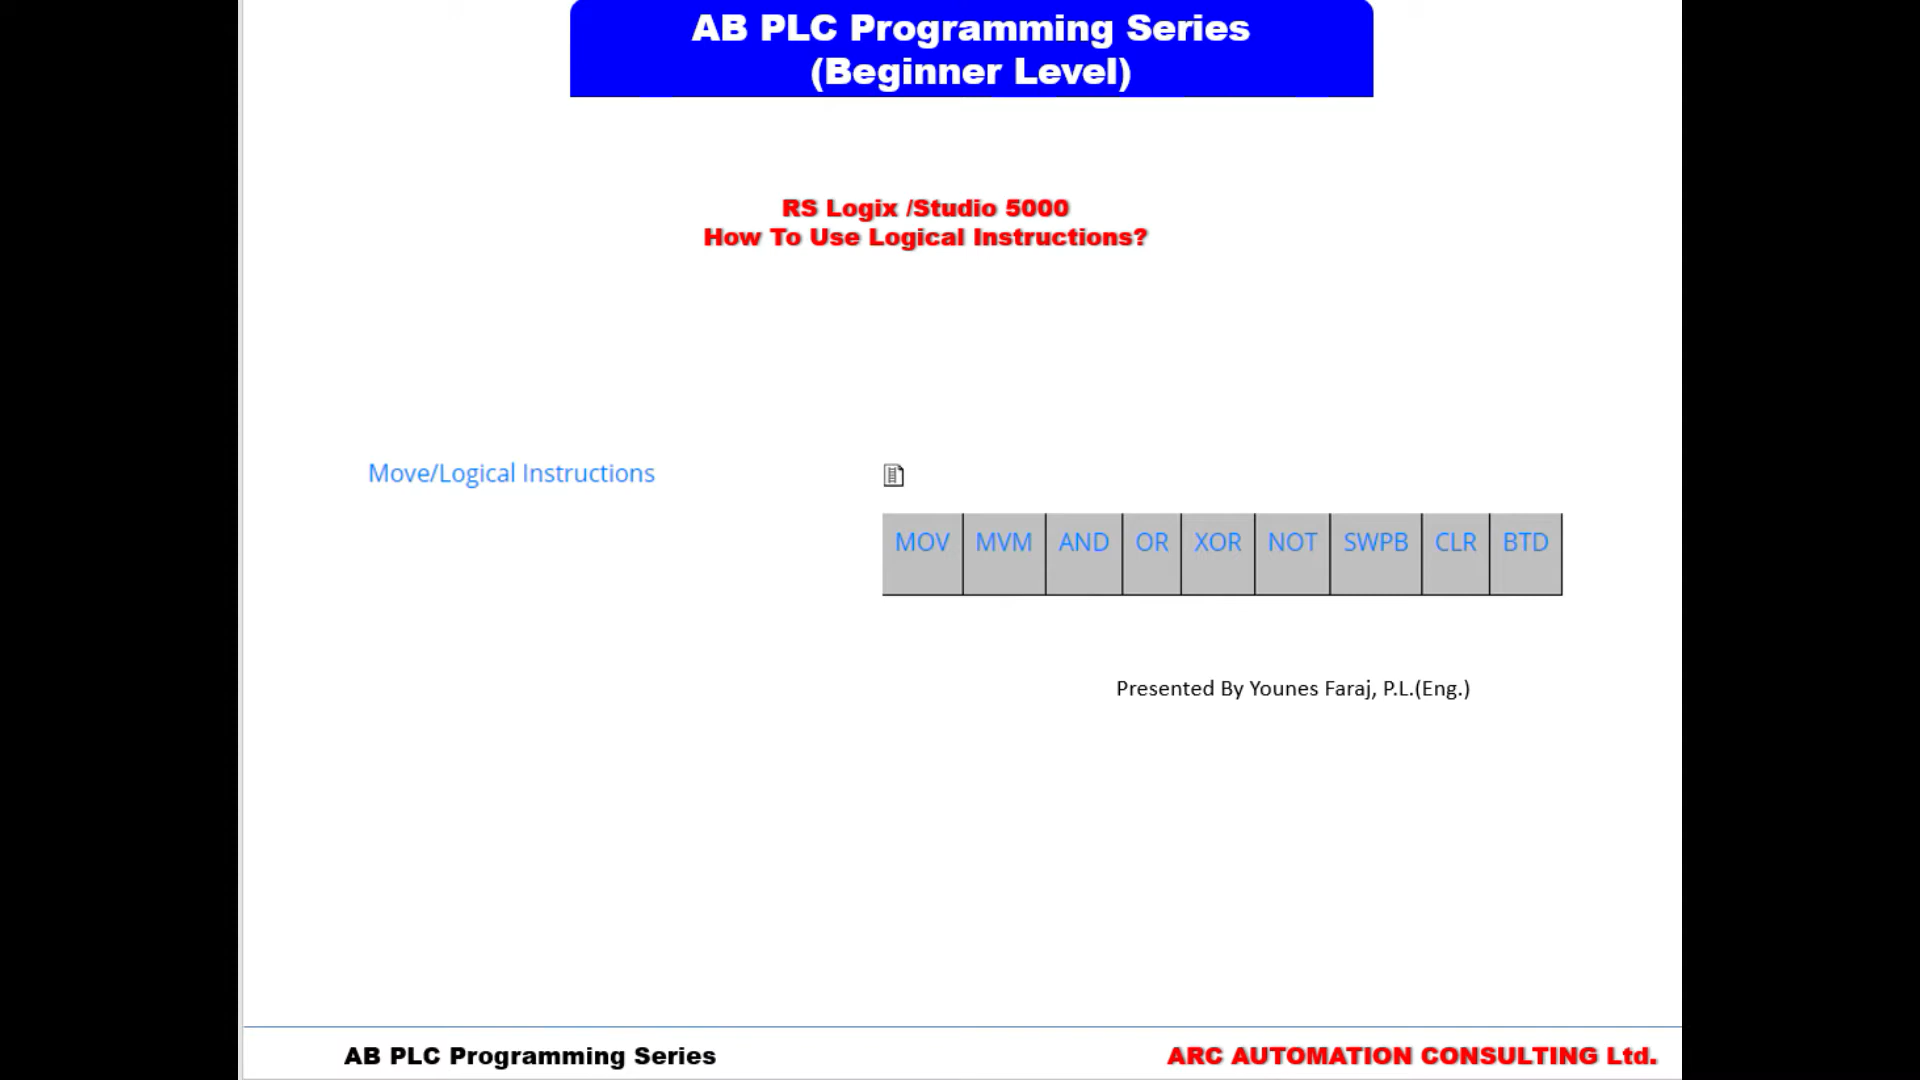 AB PLC Programming Series
(Beginner Level)
RS Logix /Studio 5000
How To Use Logical Instructions?
Move/Logical Instructions
MOV MVM AND OR XOR NOT SWPB CLR BTD
Presented By Younes Faraj, P.L.(Eng.)
AB PLC Programming Series
ARC AUTOMATION CONSULTING Ltd.